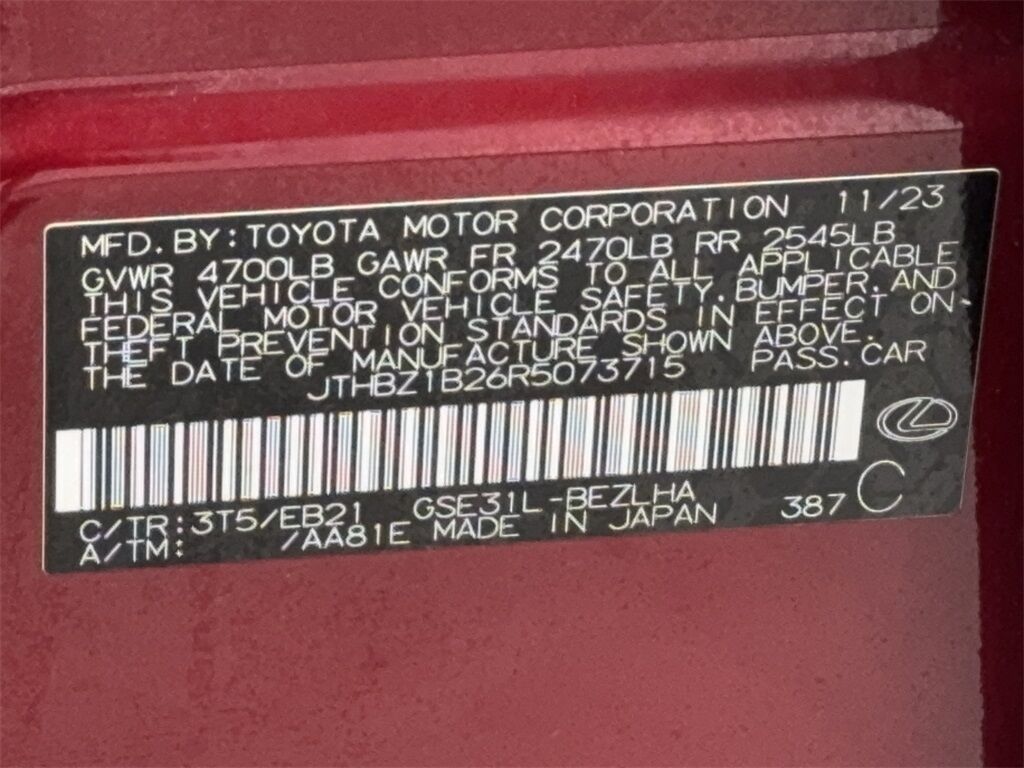 MFD. BY: TOYOTA MOTOR CORPORATION 11/23
GVWR 4700LB GAWR FR 2470LB RR 2545LB
THIS VEHICLE CONFORMS TO ALL APPLICABLE
FEDERAL MOTOR VEHICLE SAFETY, BUMPER, AND
THEFT PREVENTION STANDARDS IN EFFECT ON
THE DATE OF MANUFACTURE SHOWN ABOVE.
JTHBZ1B26R5073715 PASS. CAR
C/TR: 3T5/EB21 GSE31L-BEZLHA
A/TM: /AA81E MADE IN JAPAN 387 C